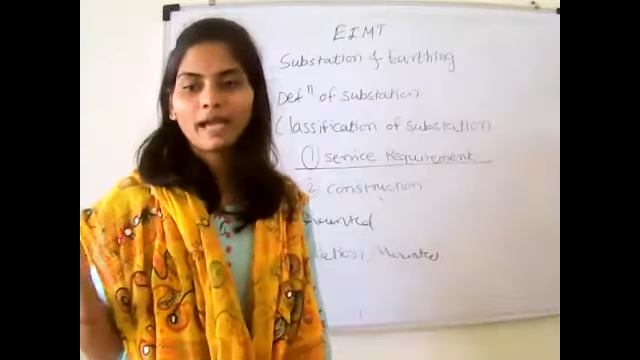 EIMT
Substation & Earthing
Defⁿ of substation
Classification of substation
① Service Requirement
② construction
mounted
mounted